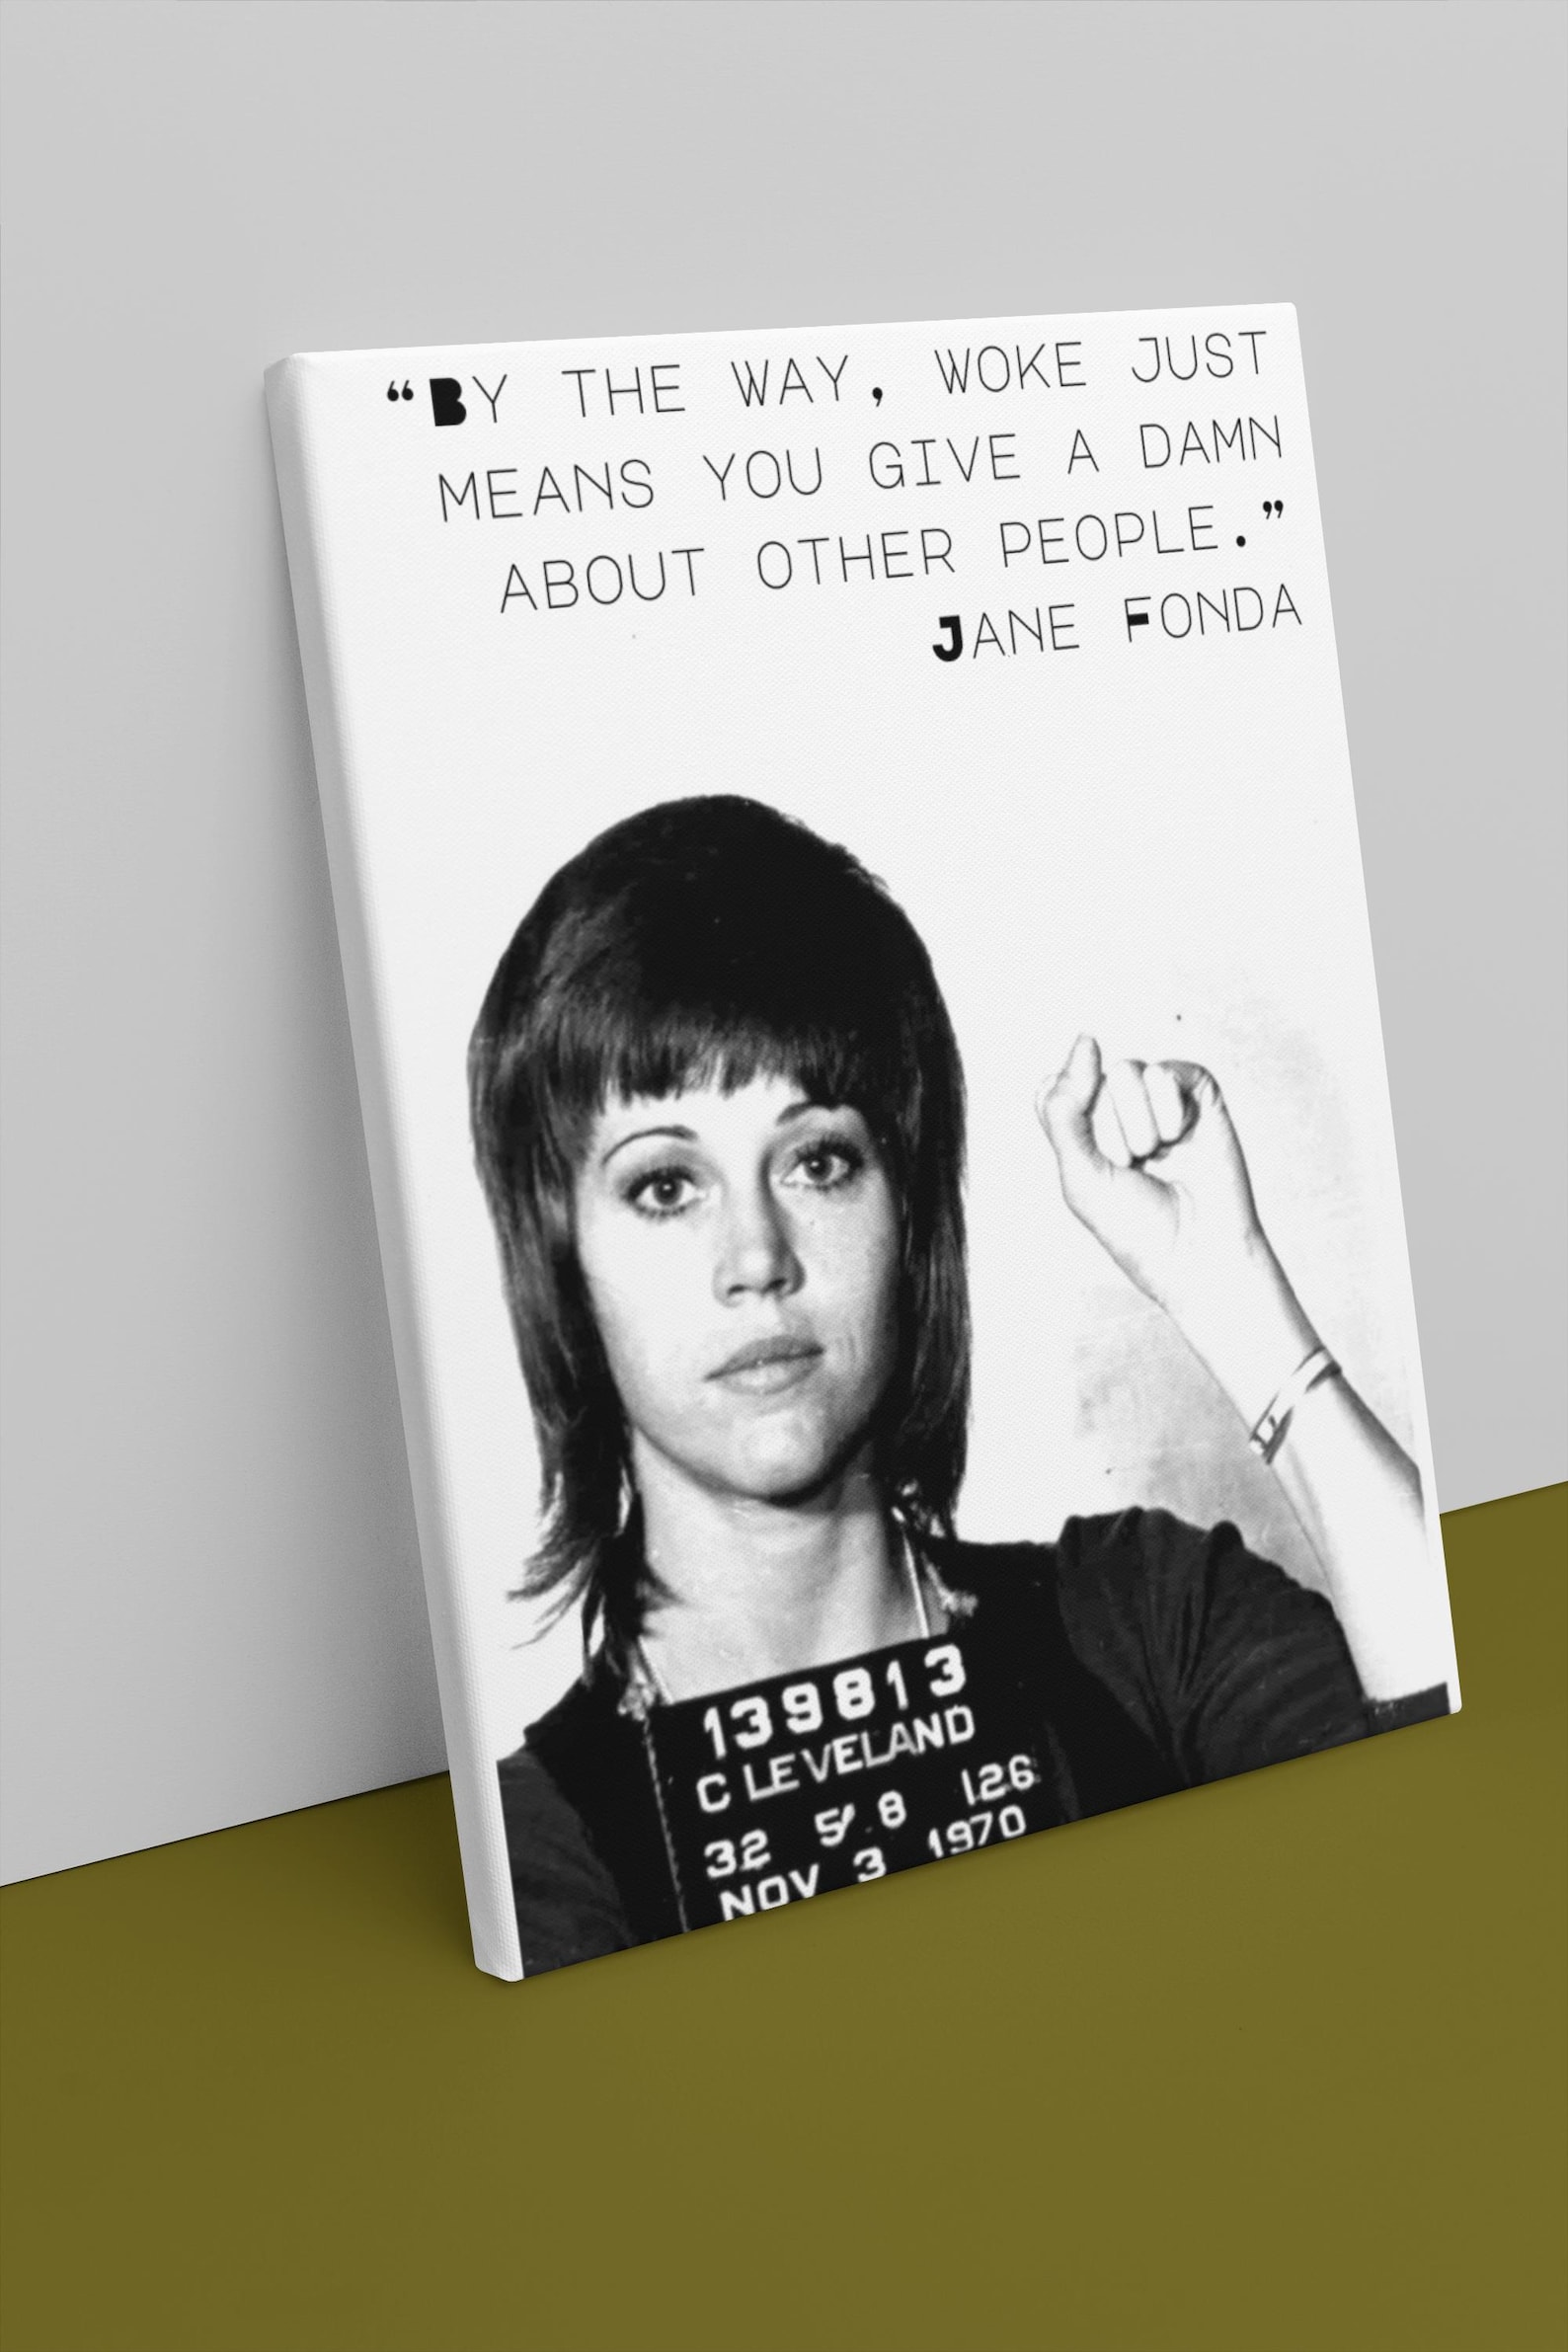 “BY THE WAY, WOKE JUST
MEANS YOU GIVE A DAMN
ABOUT OTHER PEOPLE.”
JANE FONDA
139813
CLEVELAND
32 5' 8 126
NOV 3 1970